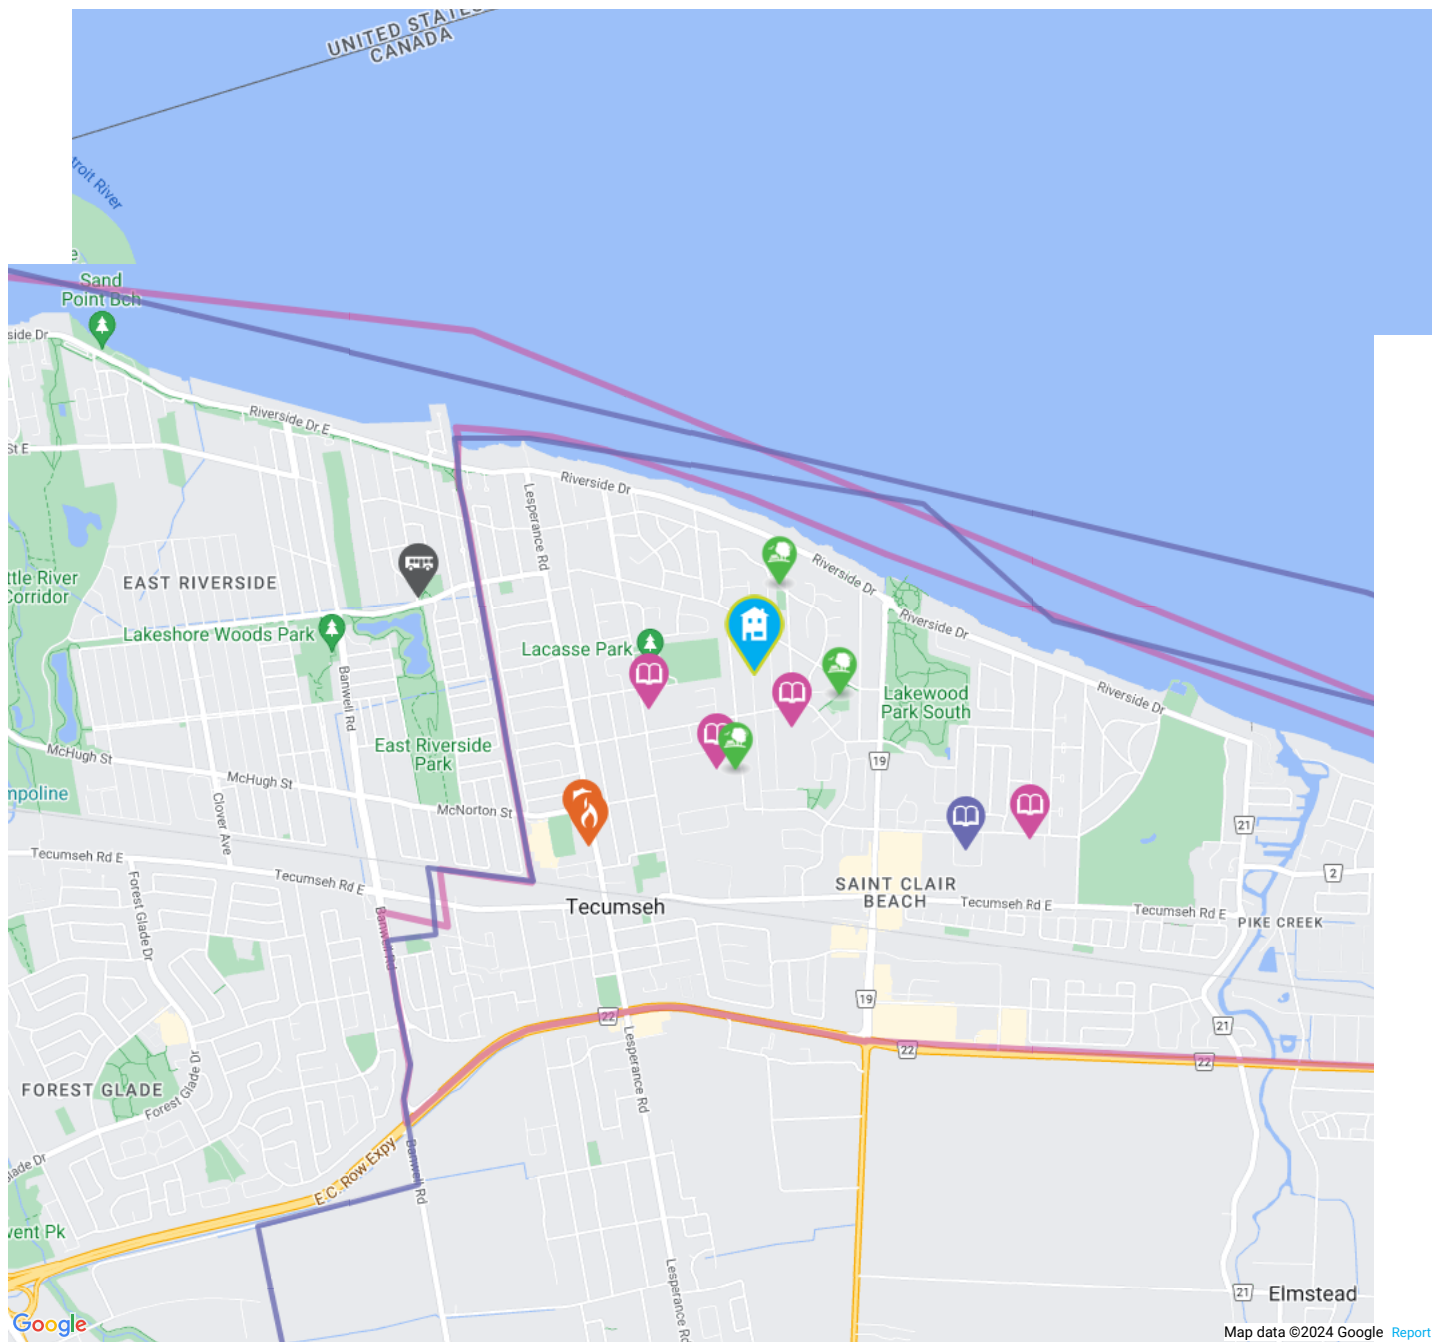 UNITED STATES
CANADA
troit River
e
Sand
Point Bch
side Dr
Riverside Dr E
St E
Riverside Dr
Lesperance Rd
Riverside Dr
EAST RIVERSIDE
ttle River
Corridor
Riverside Dr
Lakeshore Woods Park
Lacasse Park
Banwell Rd
Lakewood
Park South
Riverside Dr
East Riverside
Park
McHugh St
McHugh St
19
mpoline
Clover Ave
McNorton St
21
Tecumseh Rd E
Tecumseh Rd E
2
SAINT CLAIR
BEACH
Forest Glade Dr
Tecumseh
Tecumseh Rd E
Tecumseh Rd E
PIKE CREEK
Banwell Rd
19
22
21
Lesperance Rd
22
22
FOREST GLADE
Forest Glade Dr
Glade Dr
E.C. Row Expy
Banwell Rd
vent Pk
Lesperance Rd
21
Elmstead
Google
Map data ©2024 Google
Report